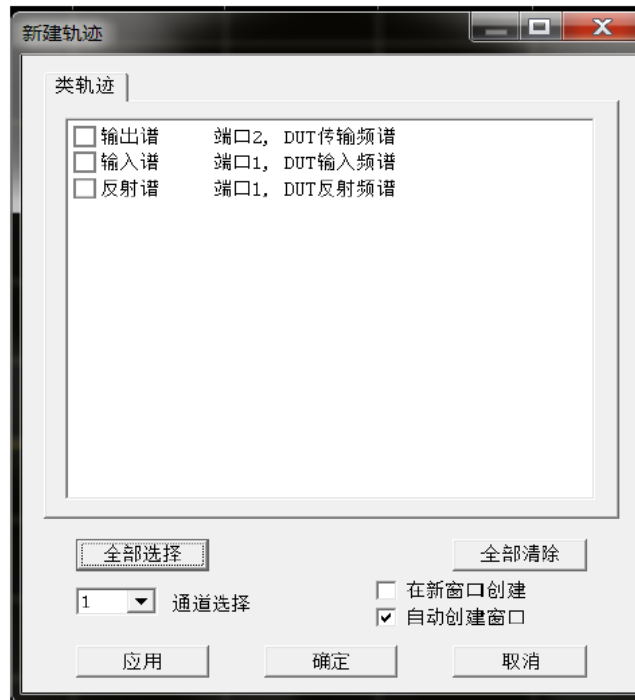 新建轨迹
类轨迹
输出谱 端口2, DUT传输频谱
输入谱 端口1, DUT输入频谱
反射谱 端口1, DUT反射频谱
全部选择 全部清除
1 通道选择
在新窗口创建
自动创建窗口
应用 确定 取消